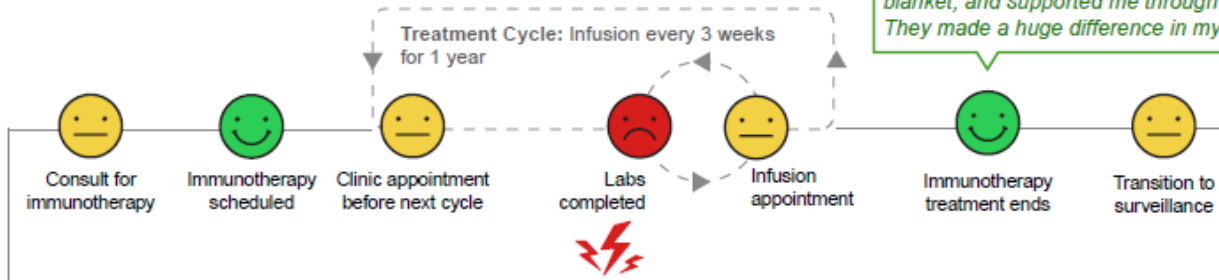 blanket, and supported me through
They made a huge difference in my
Treatment Cycle: Infusion every 3 weeks
for 1 year
Consult for
immunotherapy
Immunotherapy
scheduled
Clinic appointment
before next cycle
Labs
completed
Infusion
appointment
Immunotherapy
treatment ends
Transition to
surveillance